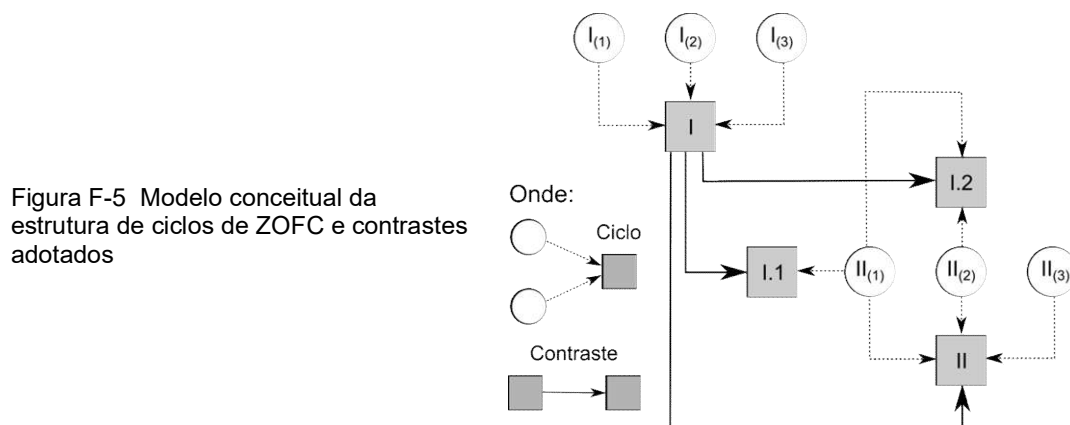 I(1) I(2) I(3)
I
I.2
Figura F-5 Modelo conceitual da
estrutura de ciclos de ZOFC e contrastes
adotados
Onde:
Ciclo
I.1
II(1) II(2) II(3)
II
Contraste